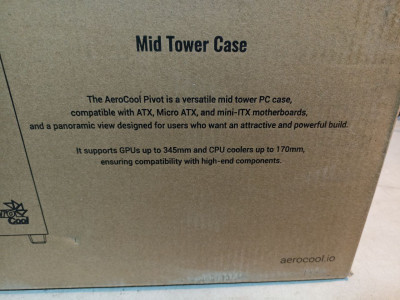 Mid Tower Case
The AeroCool Pivot is a versatile mid tower PC case,
compatible with ATX, Micro ATX, and mini-ITX motherboards,
and a panoramic view designed for users who want an attractive and powerful build.
It supports GPUs up to 345mm and CPU coolers up to 170mm,
ensuring compatibility with high-end components.
Cool
aerocool.io